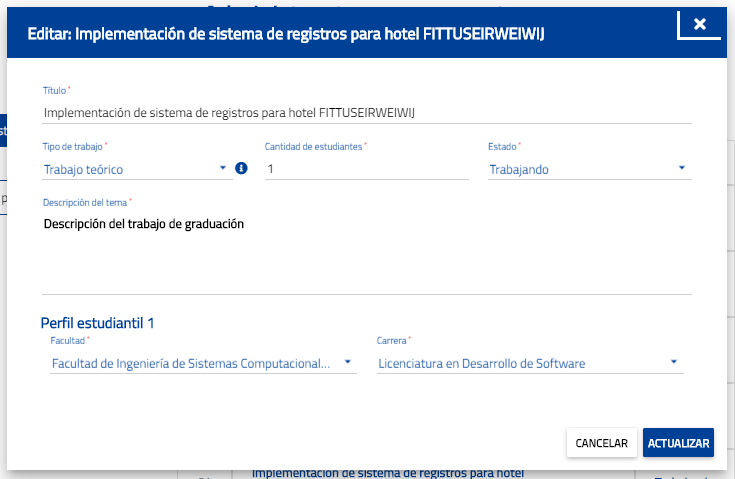 Editar: Implementación de sistema de registros para hotel FITTUSEIRWEIWIJ
Título *
Implementación de sistema de registros para hotel FITTUSEIRWEIWIJ
Tipo de trabajo * Cantidad de estudiantes * Estado *
Trabajo teórico 1 Trabajando
Descripción del tema *
Descripción del trabajo de graduación
Perfil estudiantil 1
Facultad * Carrera *
Facultad de Ingeniería de Sistemas Computacional... Licenciatura en Desarrollo de Software
CANCELAR ACTUALIZAR
Implementación de sistema de registros para hotel